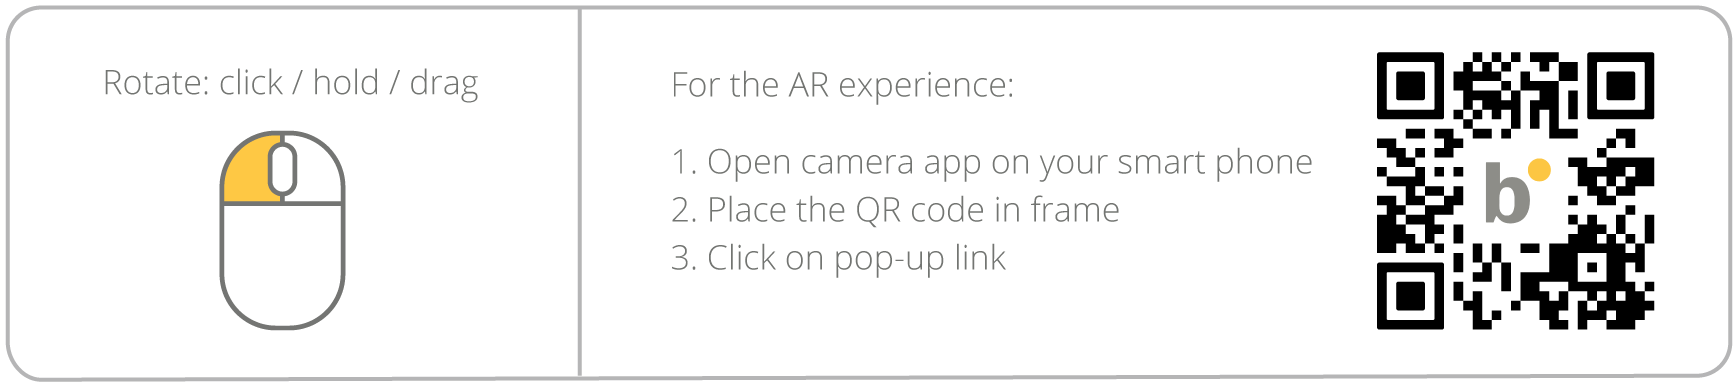 Rotate: click / hold / drag
For the AR experience:
1. Open camera app on your smart phone
2. Place the QR code in frame
3. Click on pop-up link
b